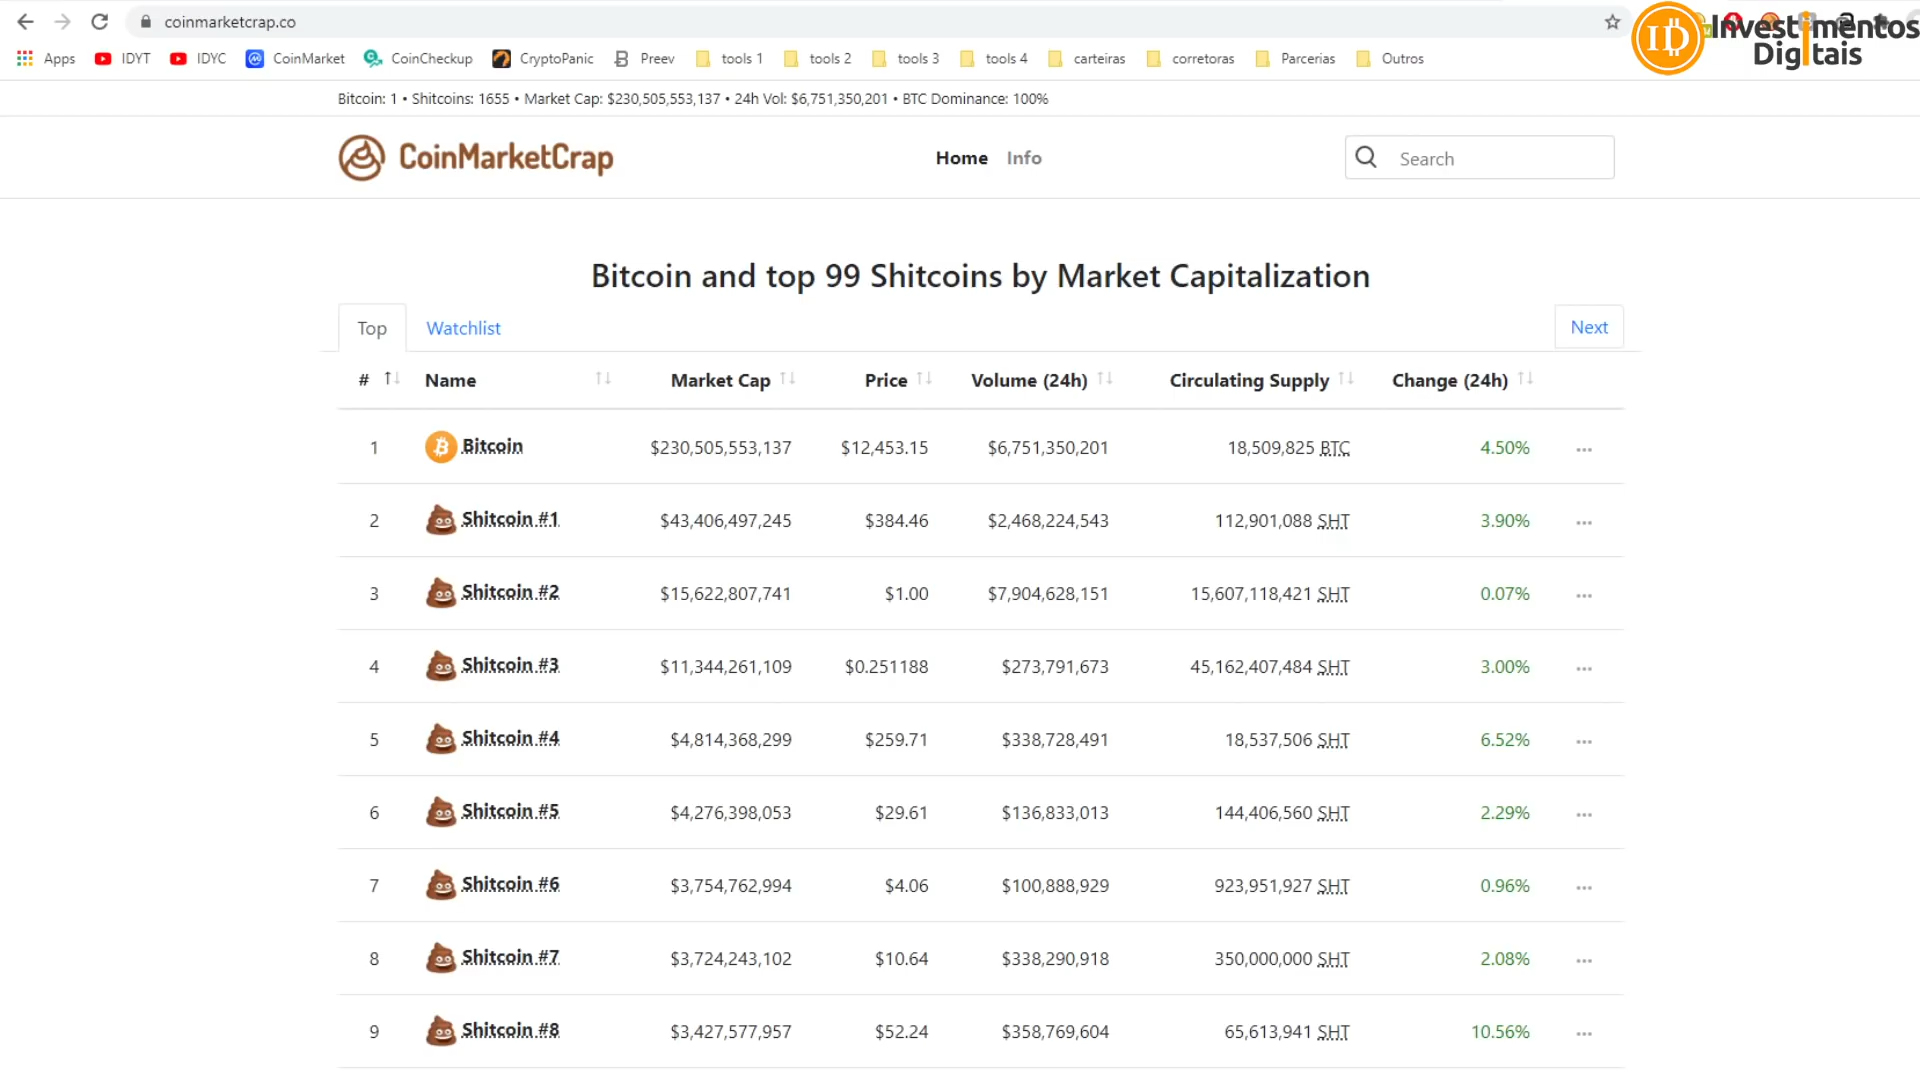 coinmarketcrap.co
Investimentos
Digitais
Apps IDYT IDYC CoinMarket CoinCheckup CryptoPanic Preev tools 1 tools 2 tools 3 tools 4 carteiras corretoras Parcerias Outros
Bitcoin: 1 • Shitcoins: 1655 • Market Cap: $230,505,553,137 • 24h Vol: $6,751,350,201 • BTC Dominance: 100%
CoinMarketCrap Home Info Search
Bitcoin and top 99 Shitcoins by Market Capitalization
Top Watchlist Next
# Name Market Cap Price Volume (24h) Circulating Supply Change (24h)
1 Bitcoin $230,505,553,137 $12,453.15 $6,751,350,201 18,509,825 BTC 4.50%
2 Shitcoin #1 $43,406,497,245 $384.46 $2,468,224,543 112,901,088 SHT 3.90%
3 Shitcoin #2 $15,622,807,741 $1.00 $7,904,628,151 15,607,118,421 SHT 0.07%
4 Shitcoin #3 $11,344,261,109 $0.251188 $273,791,673 45,162,407,484 SHT 3.00%
5 Shitcoin #4 $4,814,368,299 $259.71 $338,728,491 18,537,506 SHT 6.52%
6 Shitcoin #5 $4,276,398,053 $29.61 $136,833,013 144,406,560 SHT 2.29%
7 Shitcoin #6 $3,754,762,994 $4.06 $100,888,929 923,951,927 SHT 0.96%
8 Shitcoin #7 $3,724,243,102 $10.64 $338,290,918 350,000,000 SHT 2.08%
9 Shitcoin #8 $3,427,577,957 $52.24 $358,769,604 65,613,941 SHT 10.56%